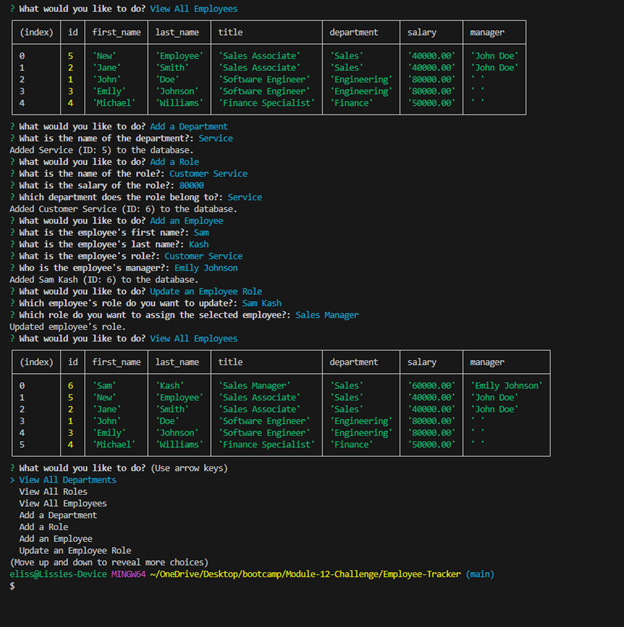 ? What would you like to do? View All Employees
(index) id first_name last_name title department salary manager
0 5 'New' 'Employee' 'Sales Associate' 'Sales' '40000.00' 'John Doe'
1 2 'Jane' 'Smith' 'Sales Associate' 'Sales' '40000.00' 'John Doe'
2 1 'John' 'Doe' 'Software Engineer' 'Engineering' '80000.00' ' '
3 3 'Emily' 'Johnson' 'Software Engineer' 'Engineering' '80000.00' ' '
4 4 'Michael' 'Williams' 'Finance Specialist' 'Finance' '50000.00' ' '
? What would you like to do? Add a Department
? What is the name of the department?: Service
Added Service (ID: 5) to the database.
? What would you like to do? Add a Role
? What is the name of the role?: Customer Service
? What is the salary of the role?: 80000
? Which department does the role belong to?: Service
Added Customer Service (ID: 6) to the database.
? What would you like to do? Add an Employee
? What is the employee's first name?: Sam
? What is the employee's last name?: Kash
? What is the employee's role?: Customer Service
? Who is the employee's manager?: Emily Johnson
Added Sam Kash (ID: 6) to the database.
? What would you like to do? Update an Employee Role
? Which employee's role do you want to update?: Sam Kash
? Which role do you want to assign the selected employee?: Sales Manager
Updated employee's role.
? What would you like to do? View All Employees
(index) id first_name last_name title department salary manager
0 6 'Sam' 'Kash' 'Sales Manager' 'Sales' '60000.00' 'Emily Johnson'
1 5 'New' 'Employee' 'Sales Associate' 'Sales' '40000.00' 'John Doe'
2 2 'Jane' 'Smith' 'Sales Associate' 'Sales' '40000.00' 'John Doe'
3 1 'John' 'Doe' 'Software Engineer' 'Engineering' '80000.00' ' '
4 3 'Emily' 'Johnson' 'Software Engineer' 'Engineering' '80000.00' ' '
5 4 'Michael' 'Williams' 'Finance Specialist' 'Finance' '50000.00' ' '
? What would you like to do? (Use arrow keys)
> View All Departments
View All Roles
View All Employees
Add a Department
Add a Role
Add an Employee
Update an Employee Role
(Move up and down to reveal more choices)
eliss@Lissies-Device MINGW64 ~/OneDrive/Desktop/bootcamp/Module-12-Challenge/Employee-Tracker (main)
$